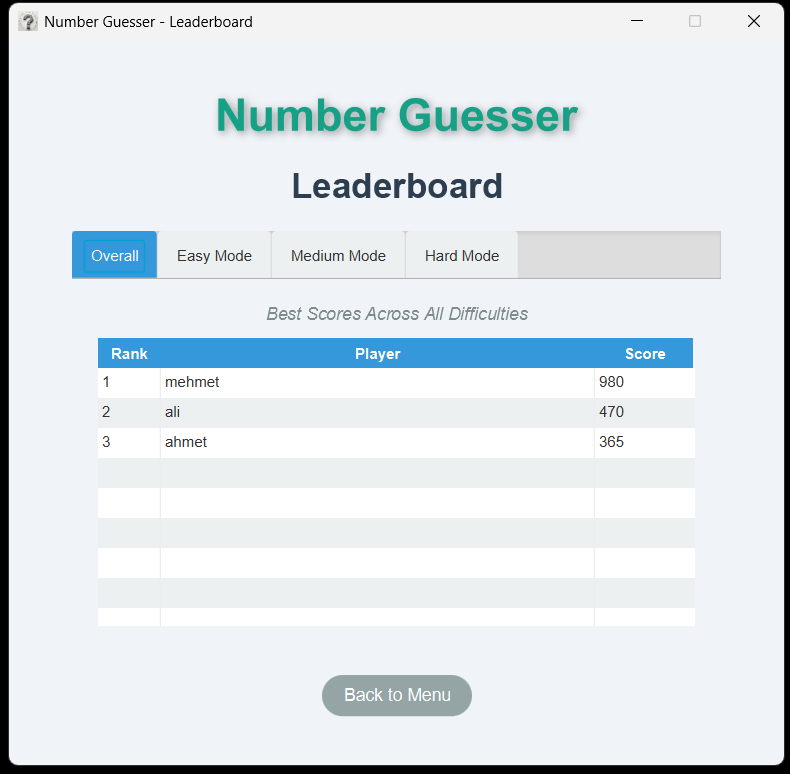 Number Guesser - Leaderboard
Number Guesser
Leaderboard
Overall Easy Mode Medium Mode Hard Mode
Best Scores Across All Difficulties
Rank Player Score
1 mehmet 980
2 ali 470
3 ahmet 365
Back to Menu